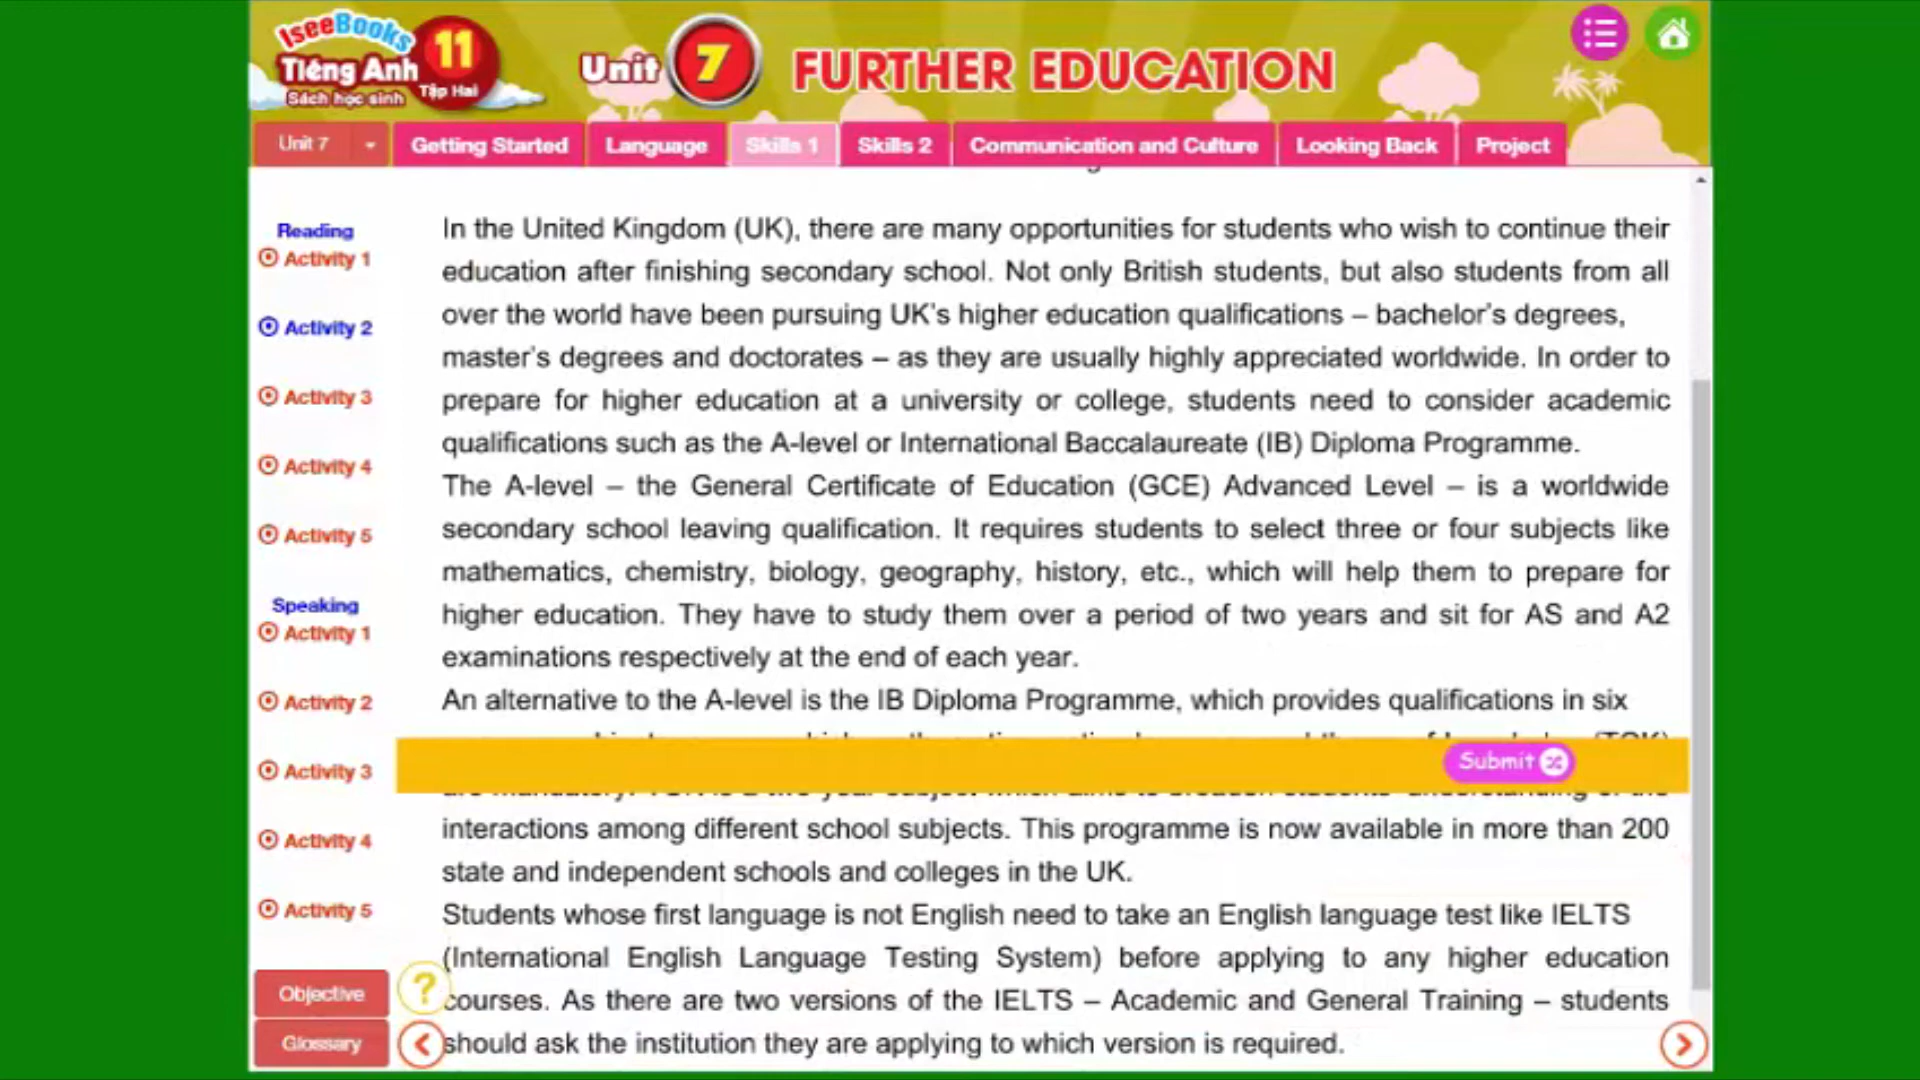 IseeBooks
Tiếng Anh 11
Sách học sinh Tập Hai
Unit 7 FURTHER EDUCATION
Unit 7 Getting Started Language Skills 1 Skills 2 Communication and Culture Looking Back Project
Reading
Activity 1
Activity 2
Activity 3
Activity 4
Activity 5
Speaking
Activity 1
Activity 2
Activity 3
Activity 4
Activity 5
Objective
Glossary
In the United Kingdom (UK), there are many opportunities for students who wish to continue their
education after finishing secondary school. Not only British students, but also students from all
over the world have been pursuing UK's higher education qualifications – bachelor's degrees,
master's degrees and doctorates – as they are usually highly appreciated worldwide. In order to
prepare for higher education at a university or college, students need to consider academic
qualifications such as the A-level or International Baccalaureate (IB) Diploma Programme.
The A-level – the General Certificate of Education (GCE) Advanced Level – is a worldwide
secondary school leaving qualification. It requires students to select three or four subjects like
mathematics, chemistry, biology, geography, history, etc., which will help them to prepare for
higher education. They have to study them over a period of two years and sit for AS and A2
examinations respectively at the end of each year.
An alternative to the A-level is the IB Diploma Programme, which provides qualifications in six
Submit
interactions among different school subjects. This programme is now available in more than 200
state and independent schools and colleges in the UK.
Students whose first language is not English need to take an English language test like IELTS
(International English Language Testing System) before applying to any higher education
?
courses. As there are two versions of the IELTS – Academic and General Training – students
should ask the institution they are applying to which version is required.